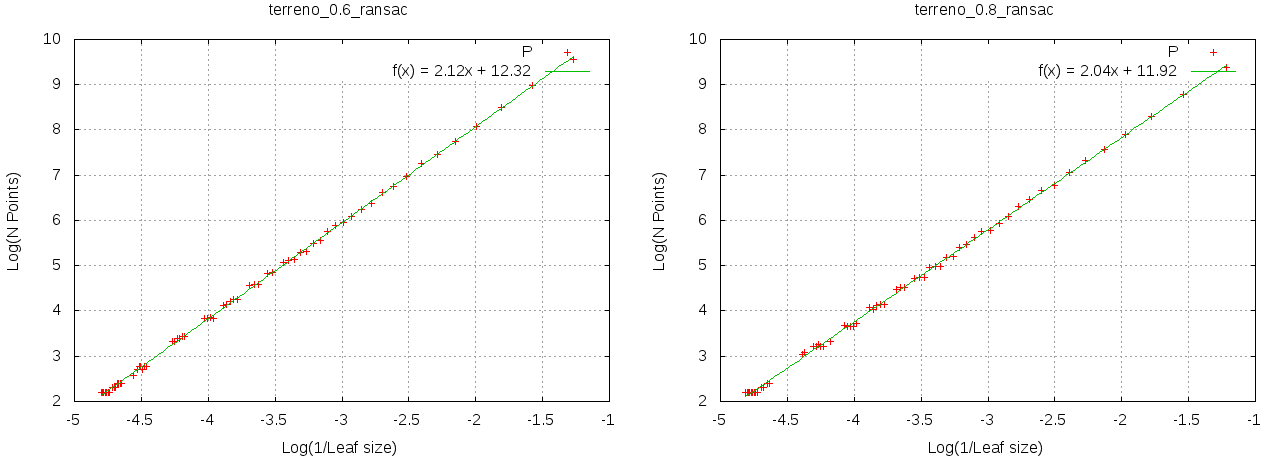 terreno_0.6_ransac
10
9
8
7
6
5
4
3
2
Log(N Points)
P
f(x) = 2.12x + 12.32
-5 -4.5 -4 -3.5 -3 -2.5 -2 -1.5 -1
Log(1/Leaf size)
terreno_0.8_ransac
10
9
8
7
6
5
4
3
2
Log(N Points)
P
f(x) = 2.04x + 11.92
-5 -4.5 -4 -3.5 -3 -2.5 -2 -1.5 -1
Log(1/Leaf size)